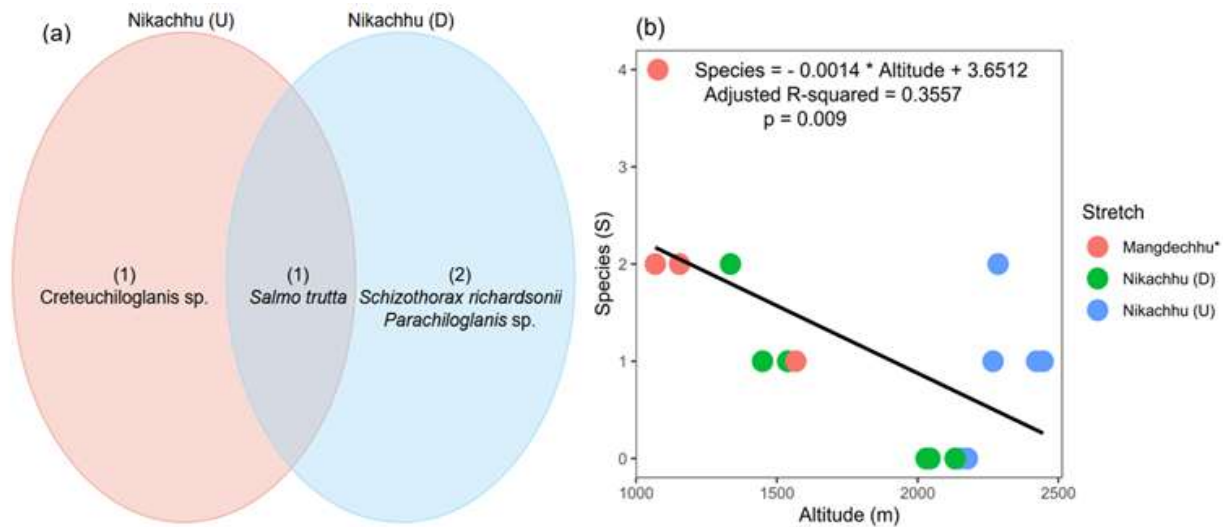 (a)
Nikachhu (U)
Nikachhu (D)
(1)
Creteuchiloglanis sp.
(1)
Salmo trutta
(2)
Schizothorax richardsonii
Parachiloglanis sp.
(b)
Species = - 0.0014 * Altitude + 3.6512
Adjusted R-squared = 0.3557
p = 0.009
Species (S)
4
3
2
1
0
1000
1500
2000
2500
Altitude (m)
Stretch
Mangdechhu*
Nikachhu (D)
Nikachhu (U)